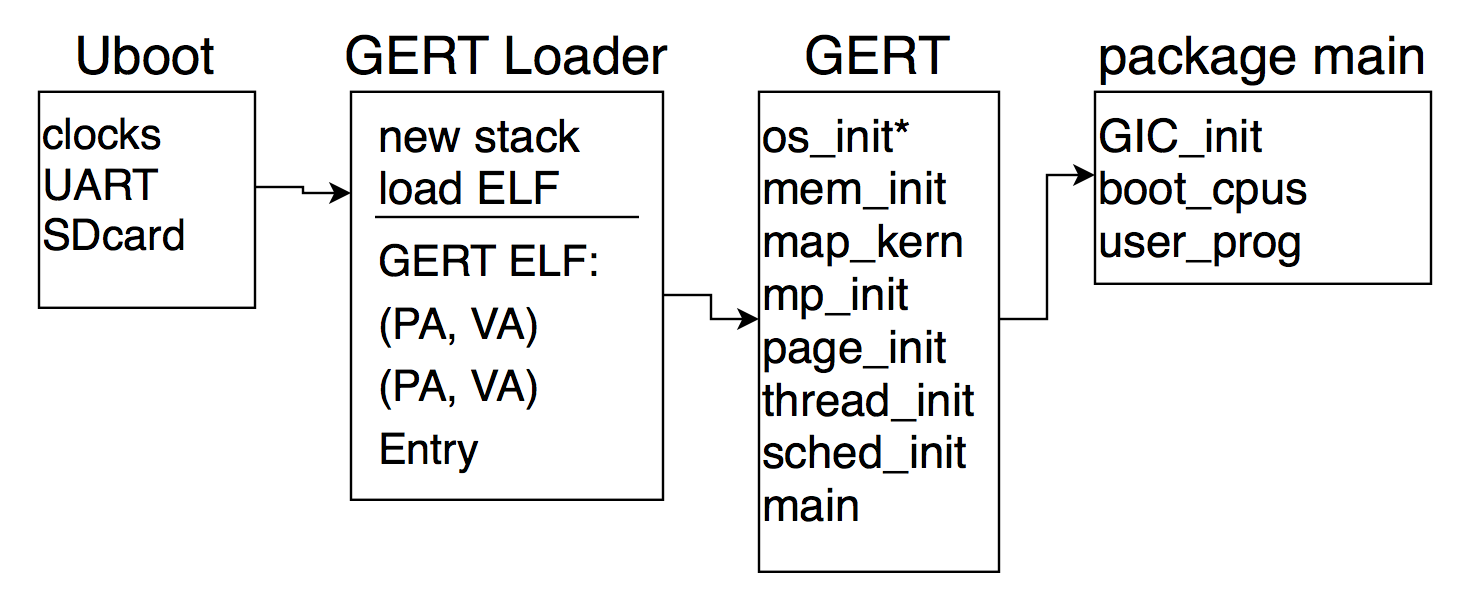 Uboot
clocks
UART
SDcard
GERT Loader
new stack
load ELF
GERT ELF:
(PA, VA)
(PA, VA)
Entry
GERT
os_init*
mem_init
map_kern
mp_init
page_init
thread_init
sched_init
main
package main
GIC_init
boot_cpus
user_prog